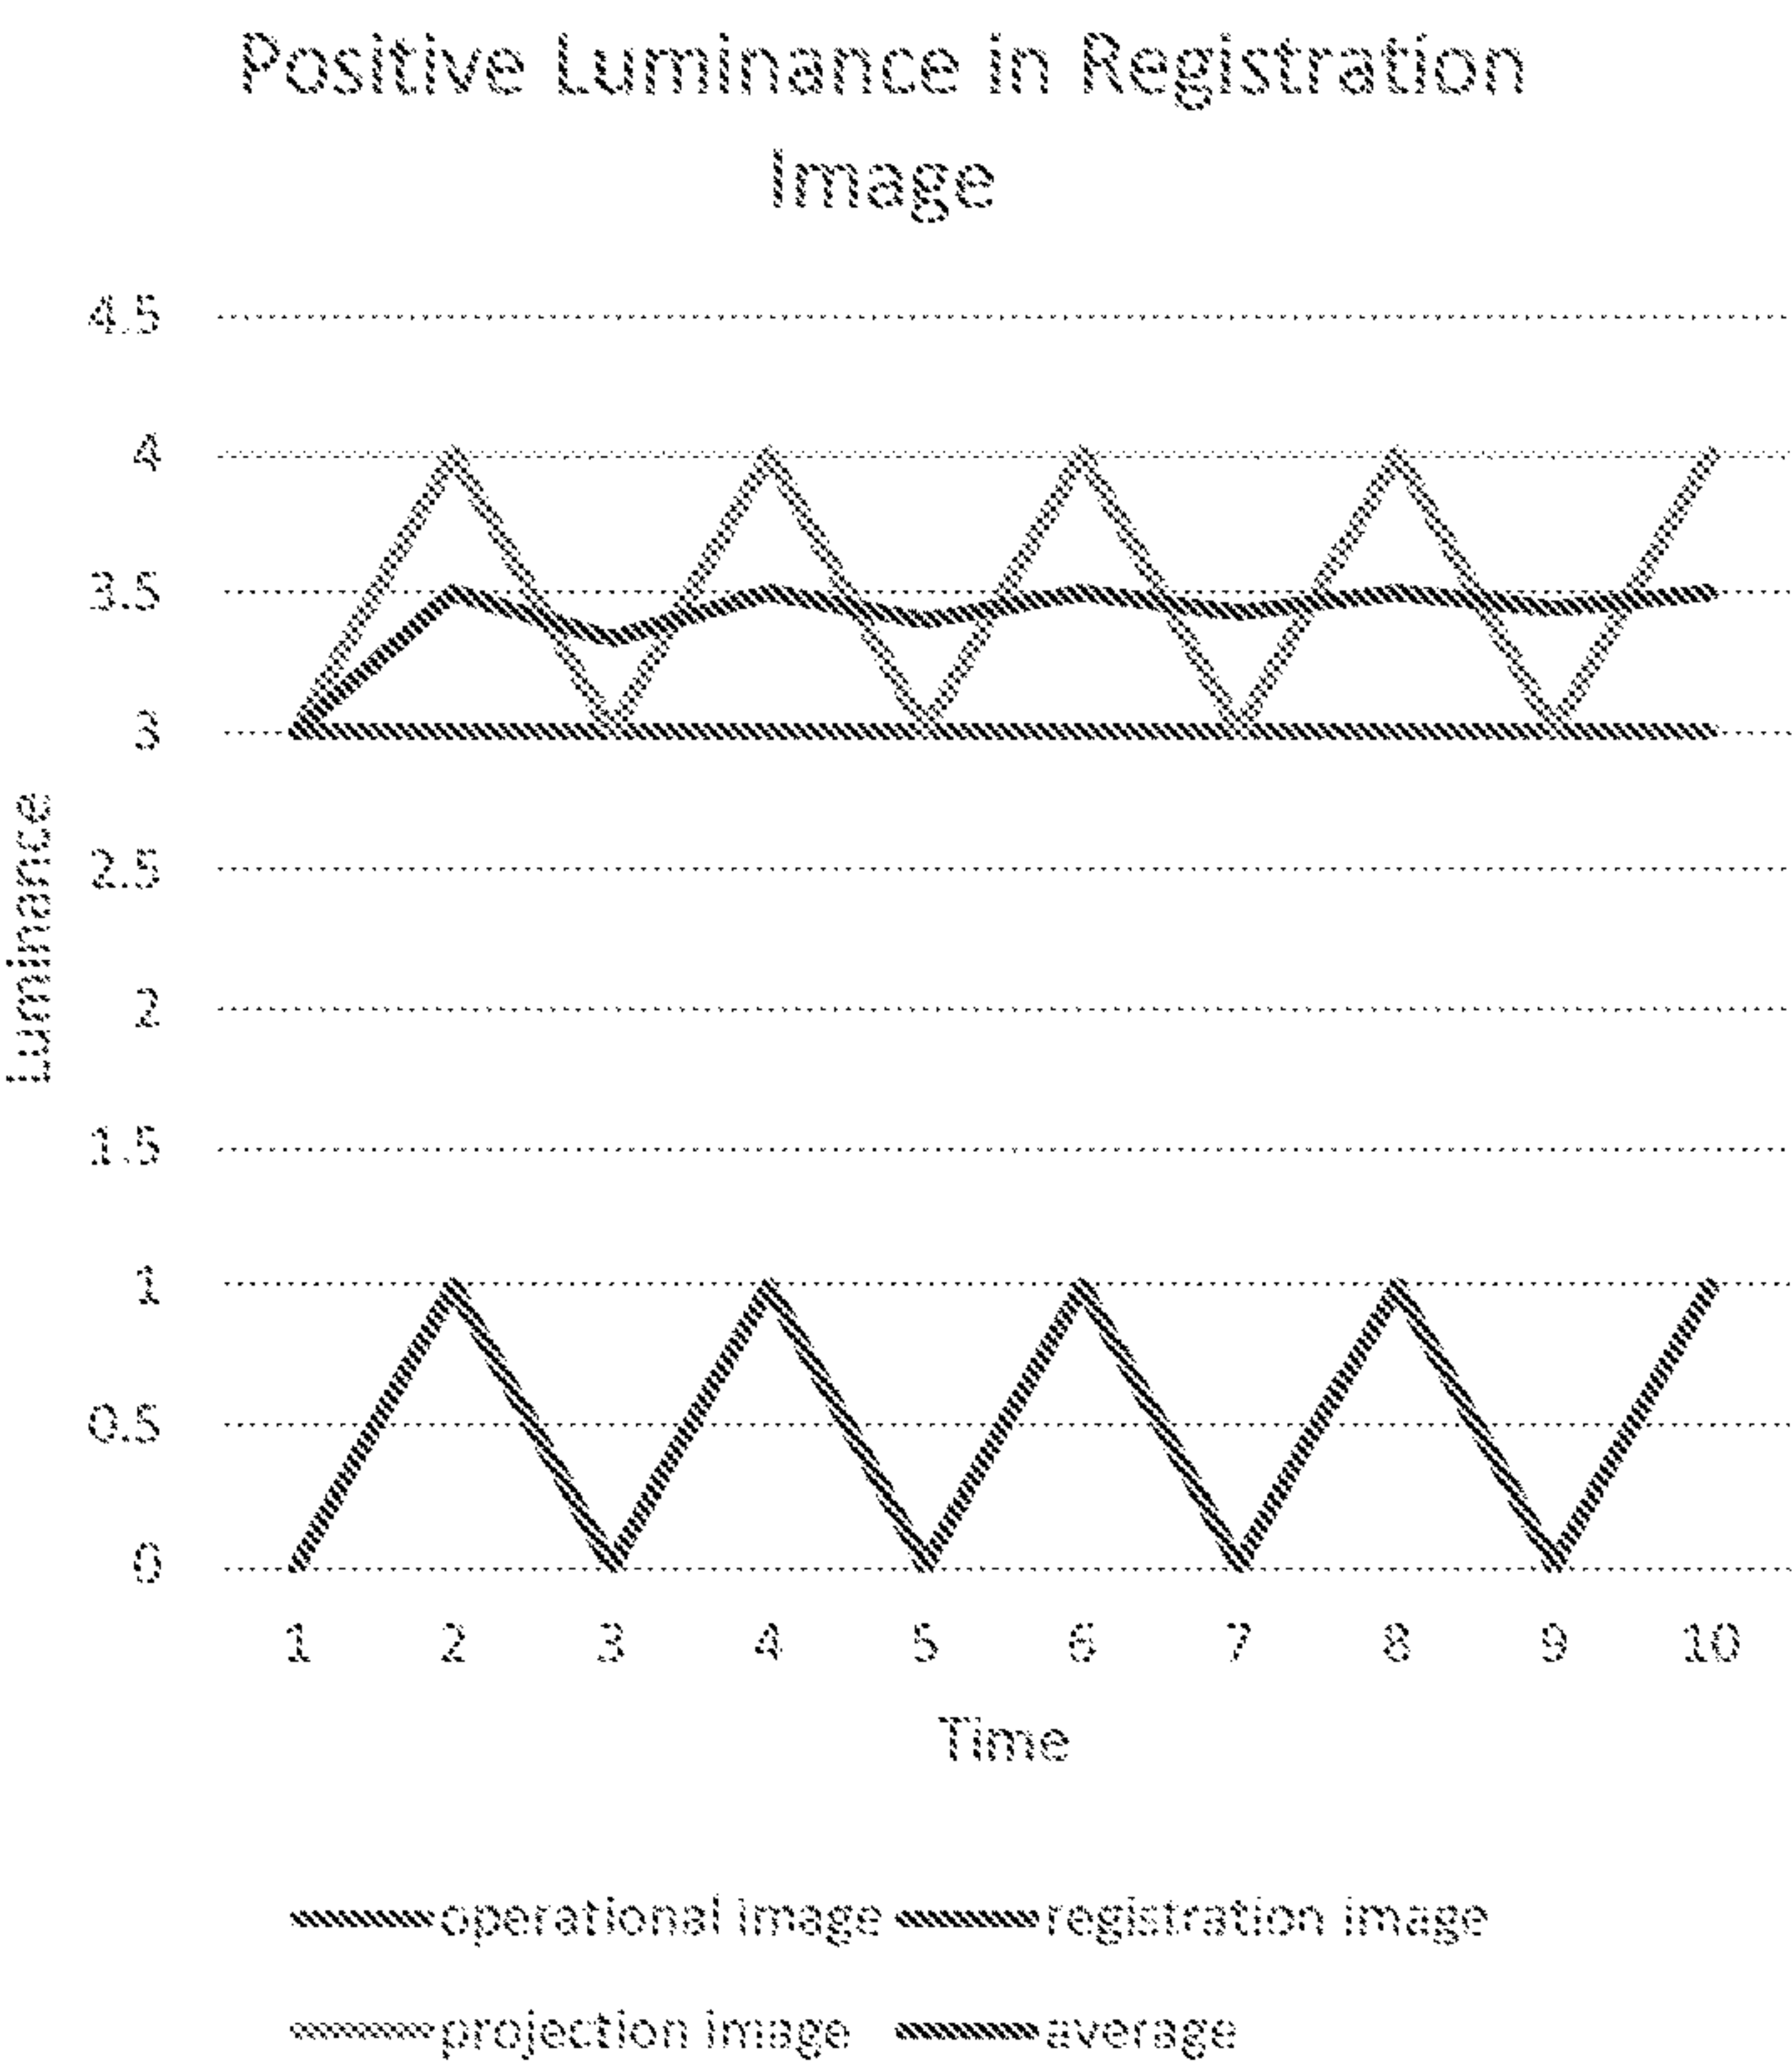 Positive Luminance in Registration
Image
4.5
4
3.5
3
2.5
2
1.5
1
0.5
0
Luminance
1 2 3 4 5 6 7 8 9 10
Time
operational image registration image
projection image average